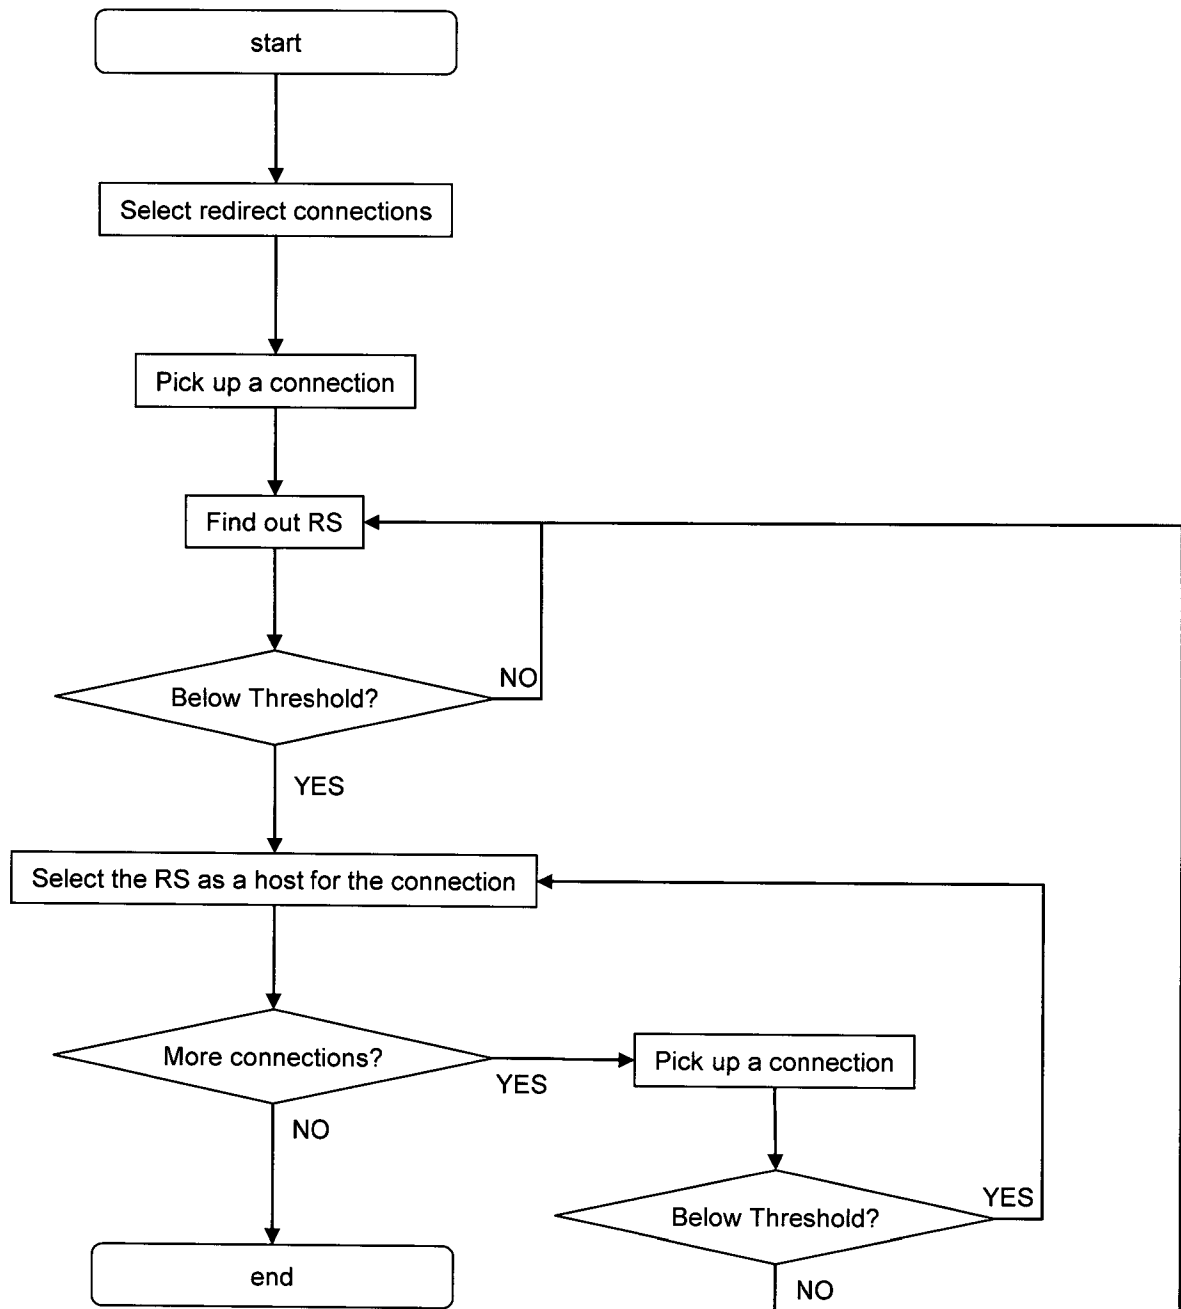 start
Select redirect connections
Pick up a connection
Find out RS
Below Threshold?
NO
YES
Select the RS as a host for the connection
More connections?
YES
Pick up a connection
NO
Below Threshold?
YES
end
NO